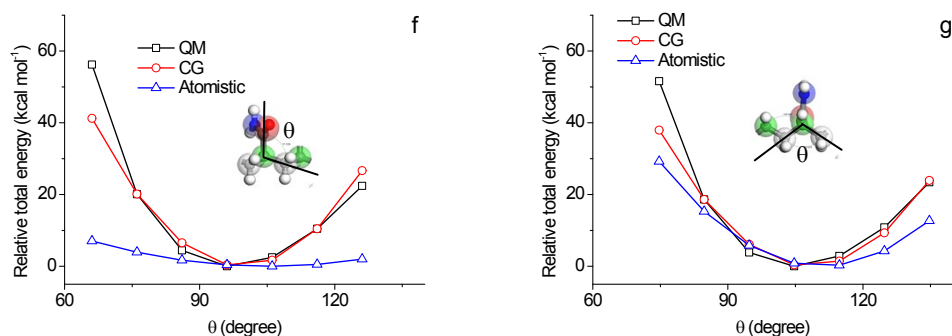 f
QM
CG
Atomistic
θ
Relative total energy (kcal mol⁻¹)
60
40
20
0
60
90
120
θ (degree)
g
QM
CG
Atomistic
θ
Relative total energy (kcal mol⁻¹)
60
40
20
0
60
90
120
θ (degree)